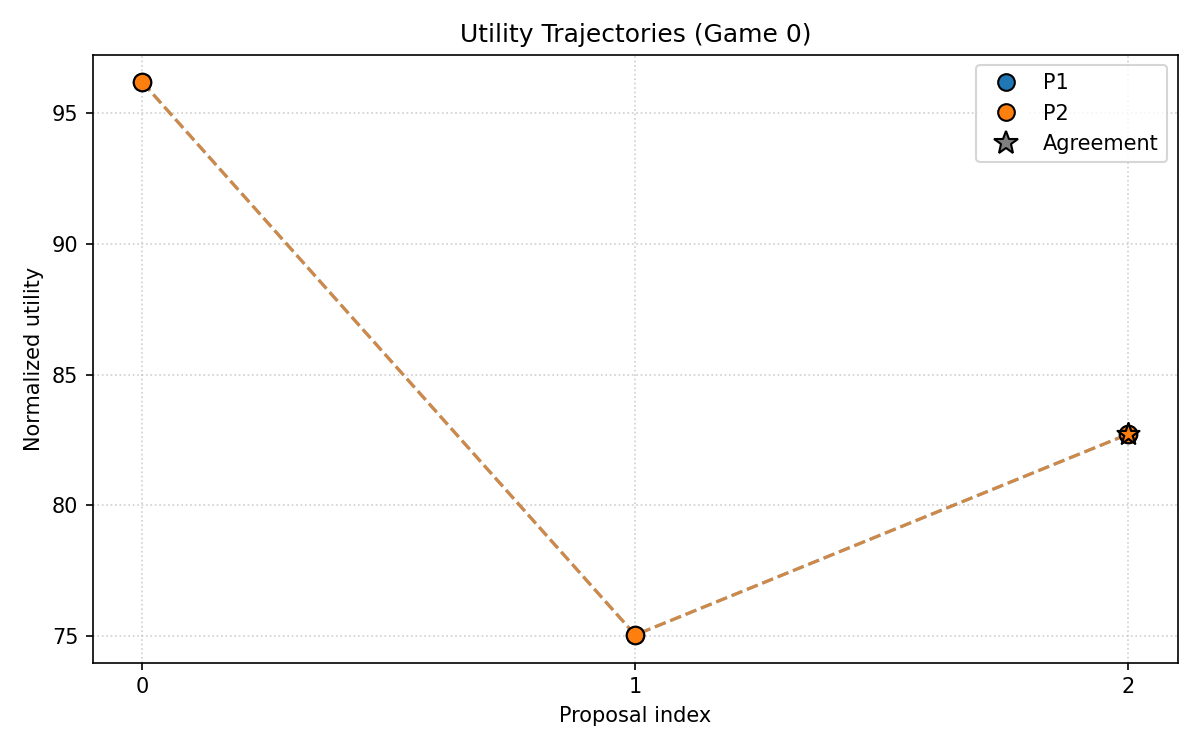 Utility Trajectories (Game 0)
P1
P2
Agreement
95
90
85
80
75
Normalized utility
0 1 2
Proposal index